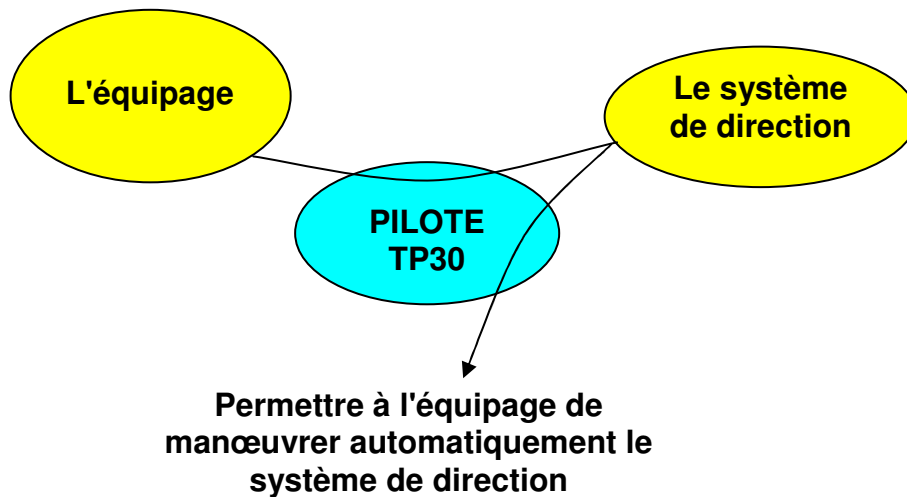 L'équipage
Le système
de direction
PILOTE
TP30
Permettre à l'équipage de
manœuvrer automatiquement le
système de direction